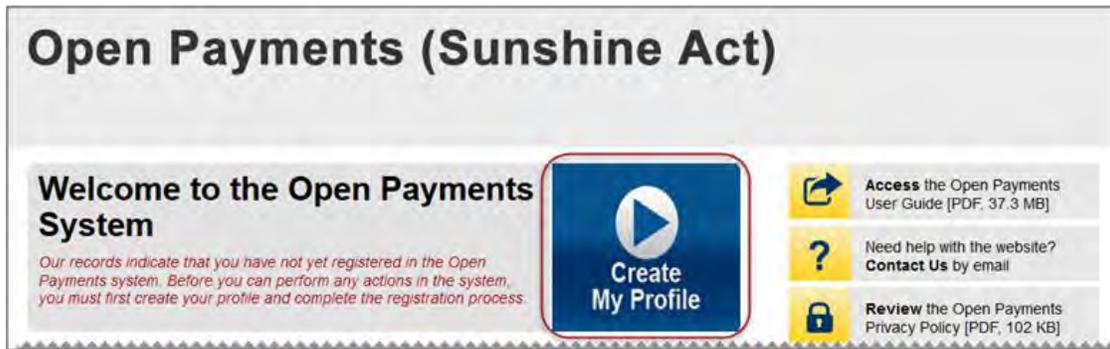 Open Payments (Sunshine Act)
Welcome to the Open Payments
System
Our records indicate that you have not yet registered in the Open
Payments system. Before you can perform any actions in the system,
you must first create your profile and complete the registration process.
Create
My Profile
Access the Open Payments
User Guide [PDF, 37.3 MB]
?
Need help with the website?
Contact Us by email
Review the Open Payments
Privacy Policy [PDF, 102 KB]